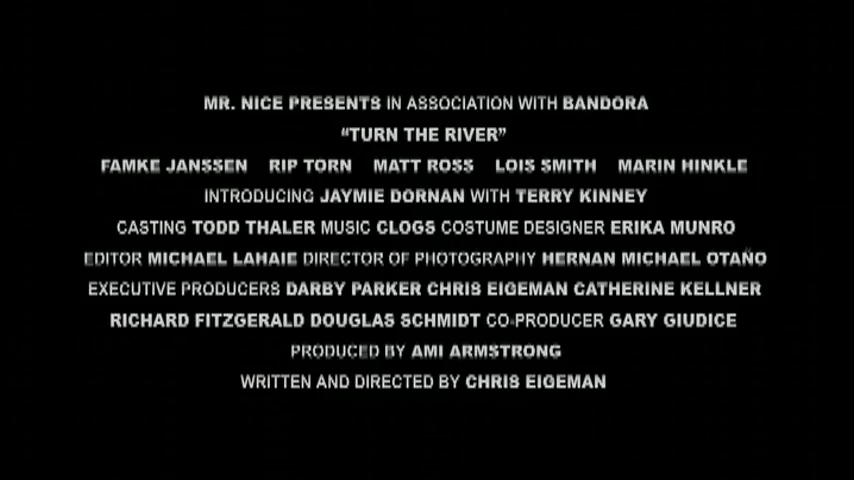 MR. NICE PRESENTS IN ASSOCIATION WITH BANDORA
“TURN THE RIVER”
FAMKE JANSSEN RIP TORN MATT ROSS LOIS SMITH MARIN HINKLE
INTRODUCING JAYMIE DORNAN WITH TERRY KINNEY
CASTING TODD THALER MUSIC CLOGS COSTUME DESIGNER ERIKA MUNRO
EDITOR MICHAEL LAHAIE DIRECTOR OF PHOTOGRAPHY HERNAN MICHAEL OTAÑO
EXECUTIVE PRODUCERS DARBY PARKER CHRIS EIGEMAN CATHERINE KELLNER
RICHARD FITZGERALD DOUGLAS SCHMIDT CO-PRODUCER GARY GIUDICE
PRODUCED BY AMI ARMSTRONG
WRITTEN AND DIRECTED BY CHRIS EIGEMAN